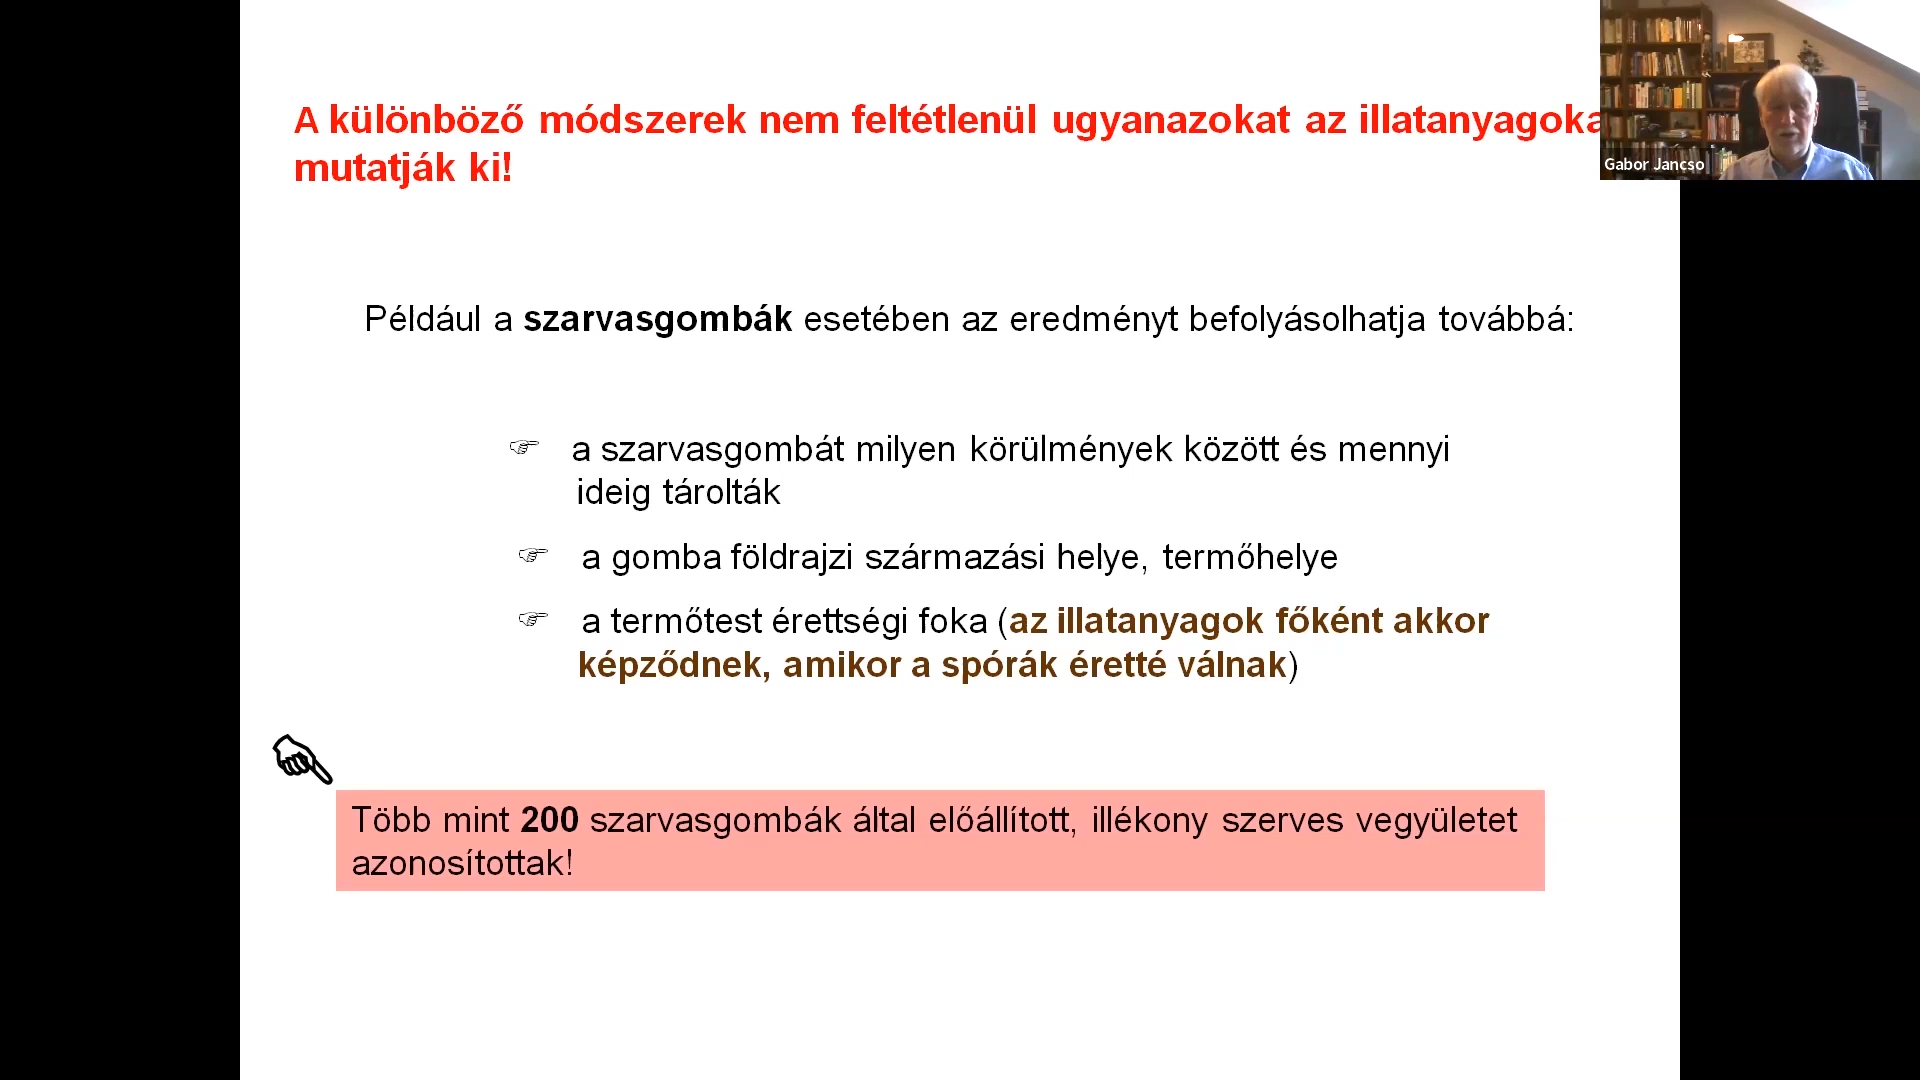 A különböző módszerek nem feltétlenül ugyanazokat az illatanyagoka
mutatják ki!
Gabor Jancso
Például a szarvasgombák esetében az eredményt befolyásolhatja továbbá:
☞ a szarvasgombát milyen körülmények között és mennyi
ideig tárolták
☞ a gomba földrajzi származási helye, termőhelye
☞ a termőtest érettségi foka (az illatanyagok főként akkor
képződnek, amikor a spórák éretté válnak)
Több mint 200 szarvasgombák által előállított, illékony szerves vegyületet
azonosítottak!